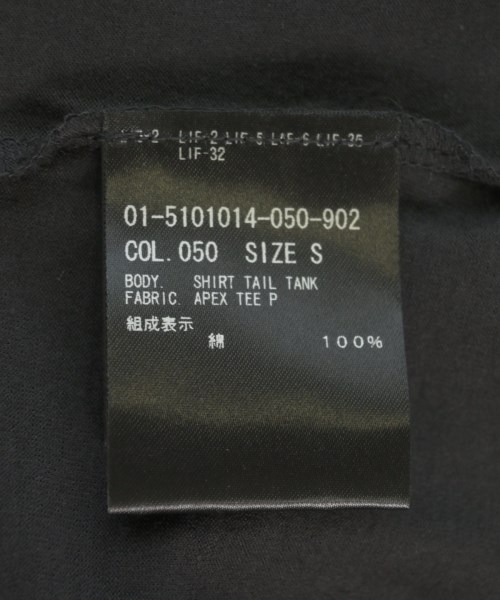 LIF-2 LIF-5 LIF-S LIF-36
LIF-32
01-5101014-050-902
COL.050 SIZE S
BODY. SHIRT TAIL TANK
FABRIC. APEX TEE P
組成表示
綿 100%